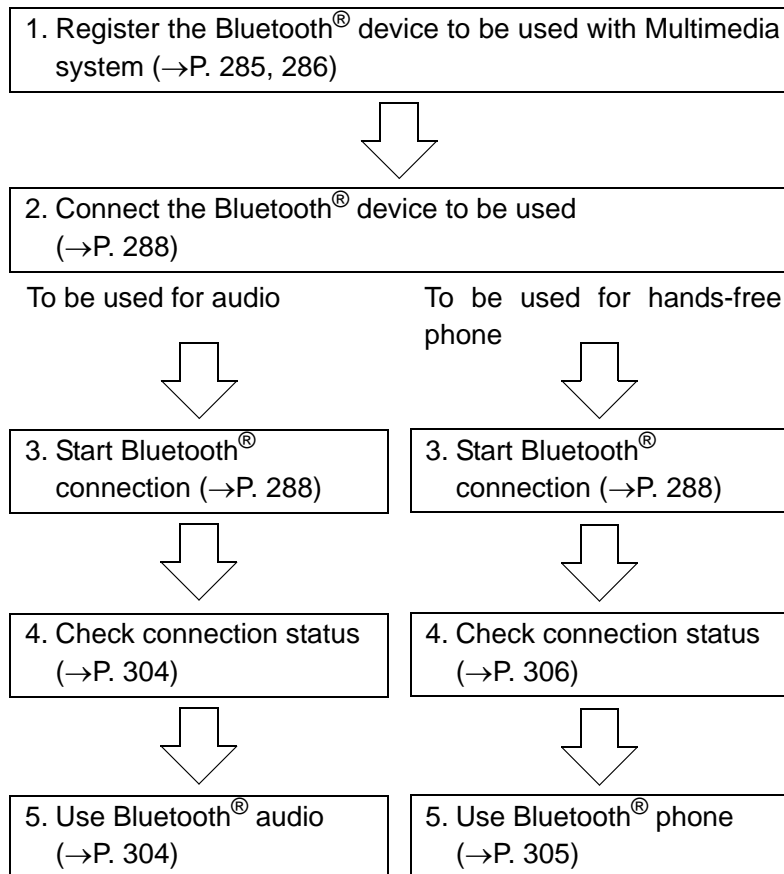 1. Register the Bluetooth® device to be used with Multimedia
system (→P. 285, 286)
2. Connect the Bluetooth® device to be used
(→P. 288)
To be used for audio
To be used for hands-free
phone
3. Start Bluetooth®
connection (→P. 288)
3. Start Bluetooth®
connection (→P. 288)
4. Check connection status
(→P. 304)
4. Check connection status
(→P. 306)
5. Use Bluetooth® audio
(→P. 304)
5. Use Bluetooth® phone
(→P. 305)